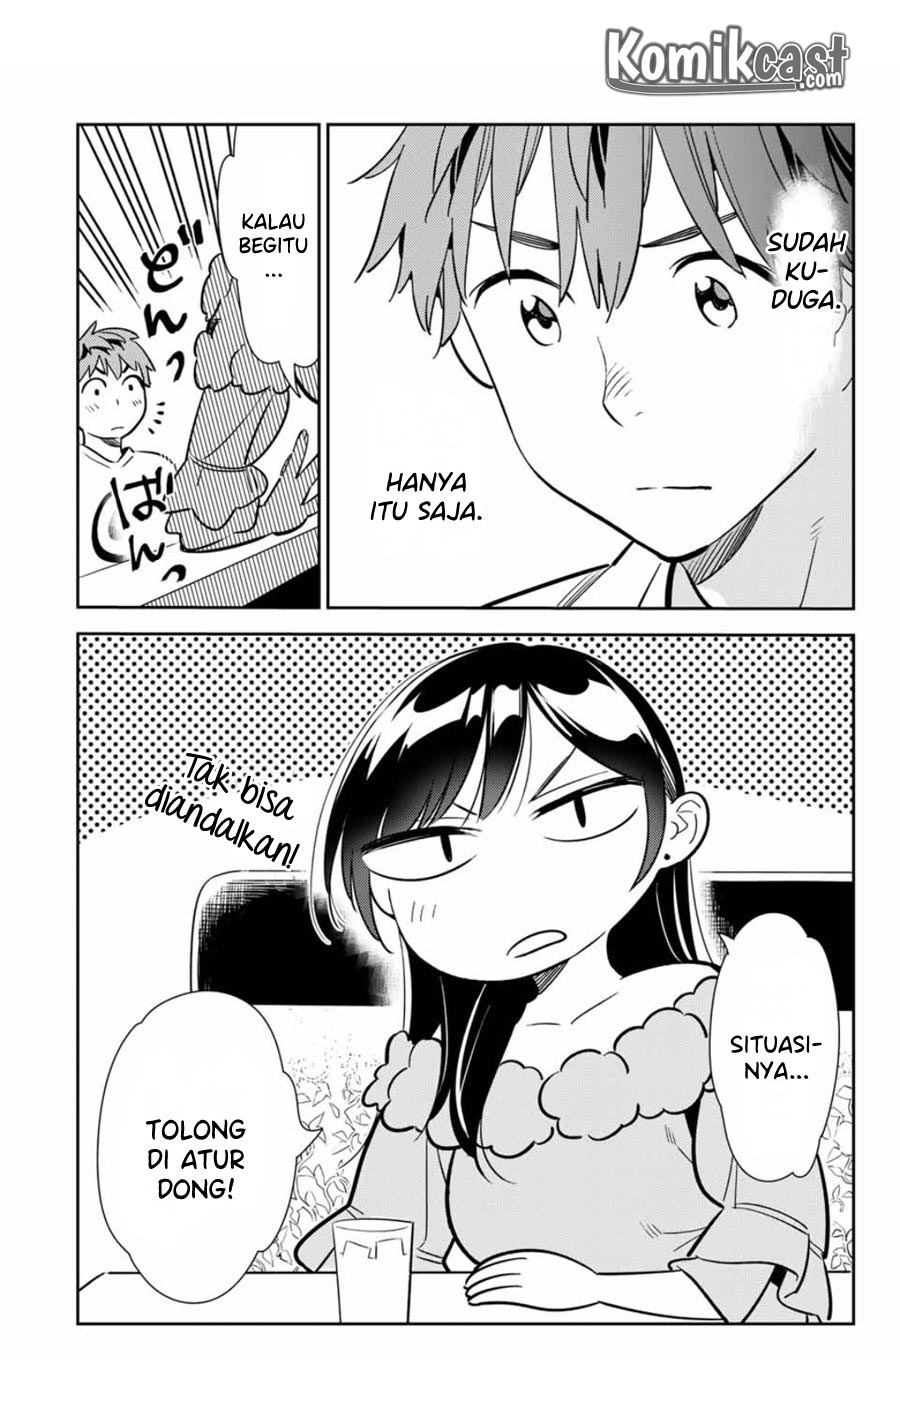 Komikcast
.com
SUDAH
KU-
DUGA.
HANYA
ITU SAJA.
KALAU
BEGITU
...
どんっ
ばんっ
Tak bisa
diandalkan!
SITUASI-
NYA...
TOLONG
DI ATUR
DONG!